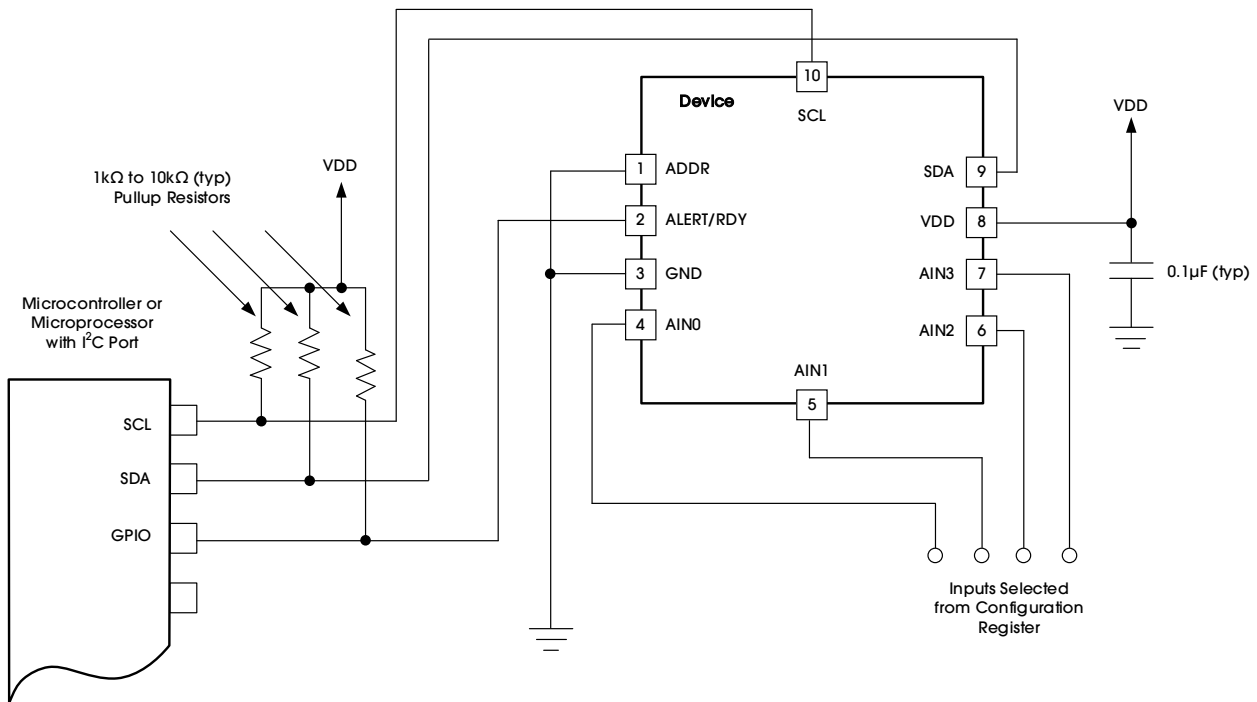 10
Device
SCL
VDD
1kΩ to 10kΩ (typ)
Pullup Resistors
VDD
1
ADDR
SDA
9
2
ALERT/RDY
VDD
8
3
GND
AIN3
7
0.1µF (typ)
4
AIN0
AIN2
6
Microcontroller or
Microprocessor
with I²C Port
AIN1
5
SCL
SDA
GPIO
Inputs Selected
from Configuration
Register